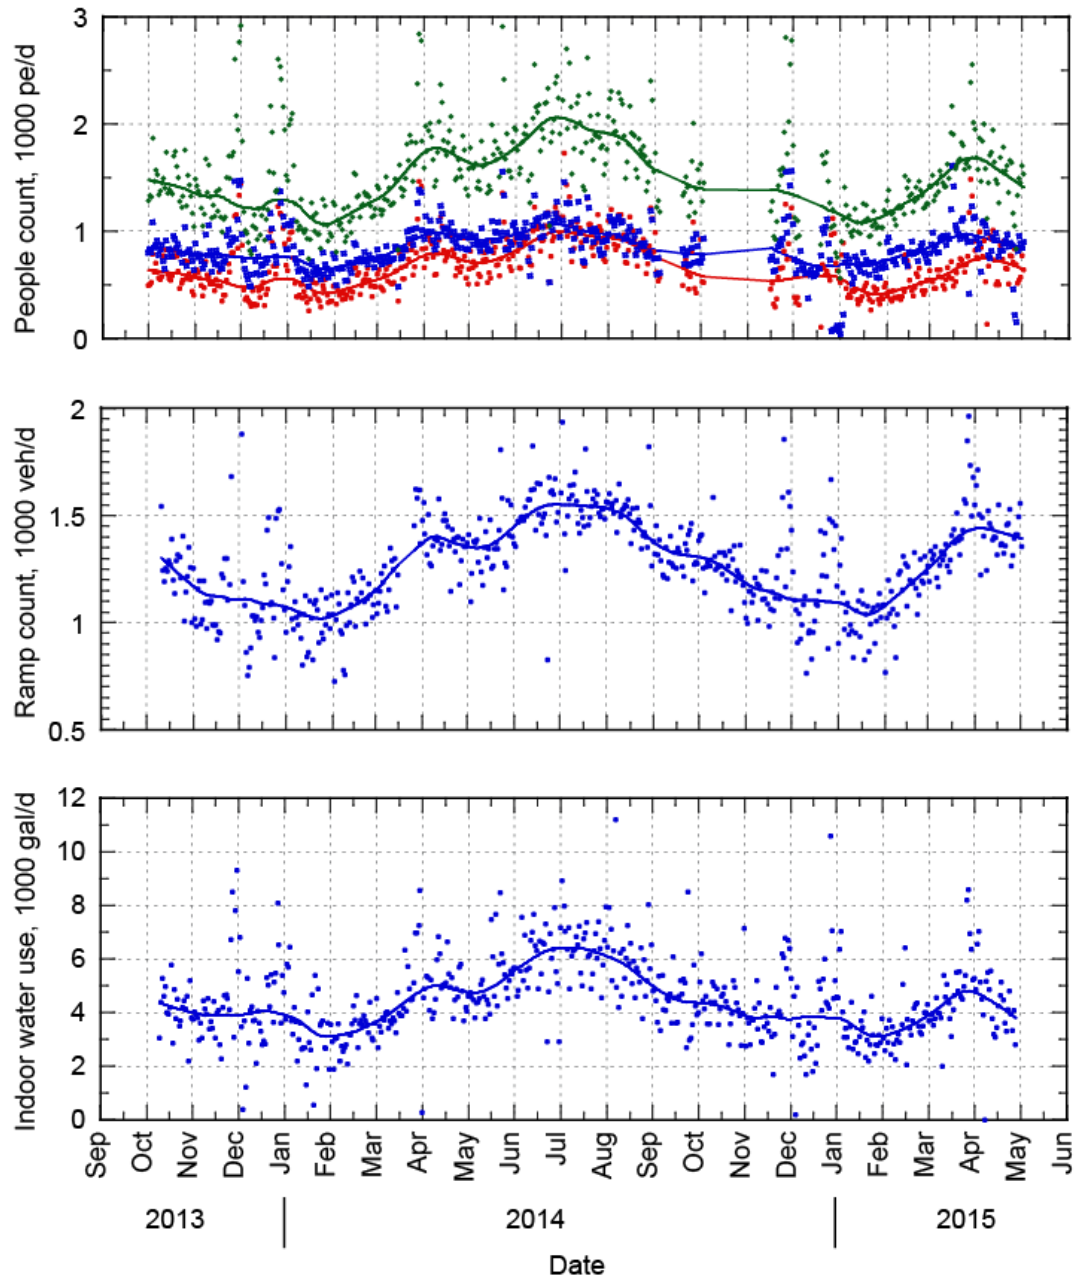 People count, 1000 pe/d
3
2
1
0
Ramp count, 1000 veh/d
2
1.5
1
0.5
Indoor water use, 1000 gal/d
12
10
8
6
4
2
0
Sep Oct Nov Dec Jan Feb Mar Apr May Jun Jul Aug Sep Oct Nov Dec Jan Feb Mar Apr May Jun
2013 2014 2015
Date